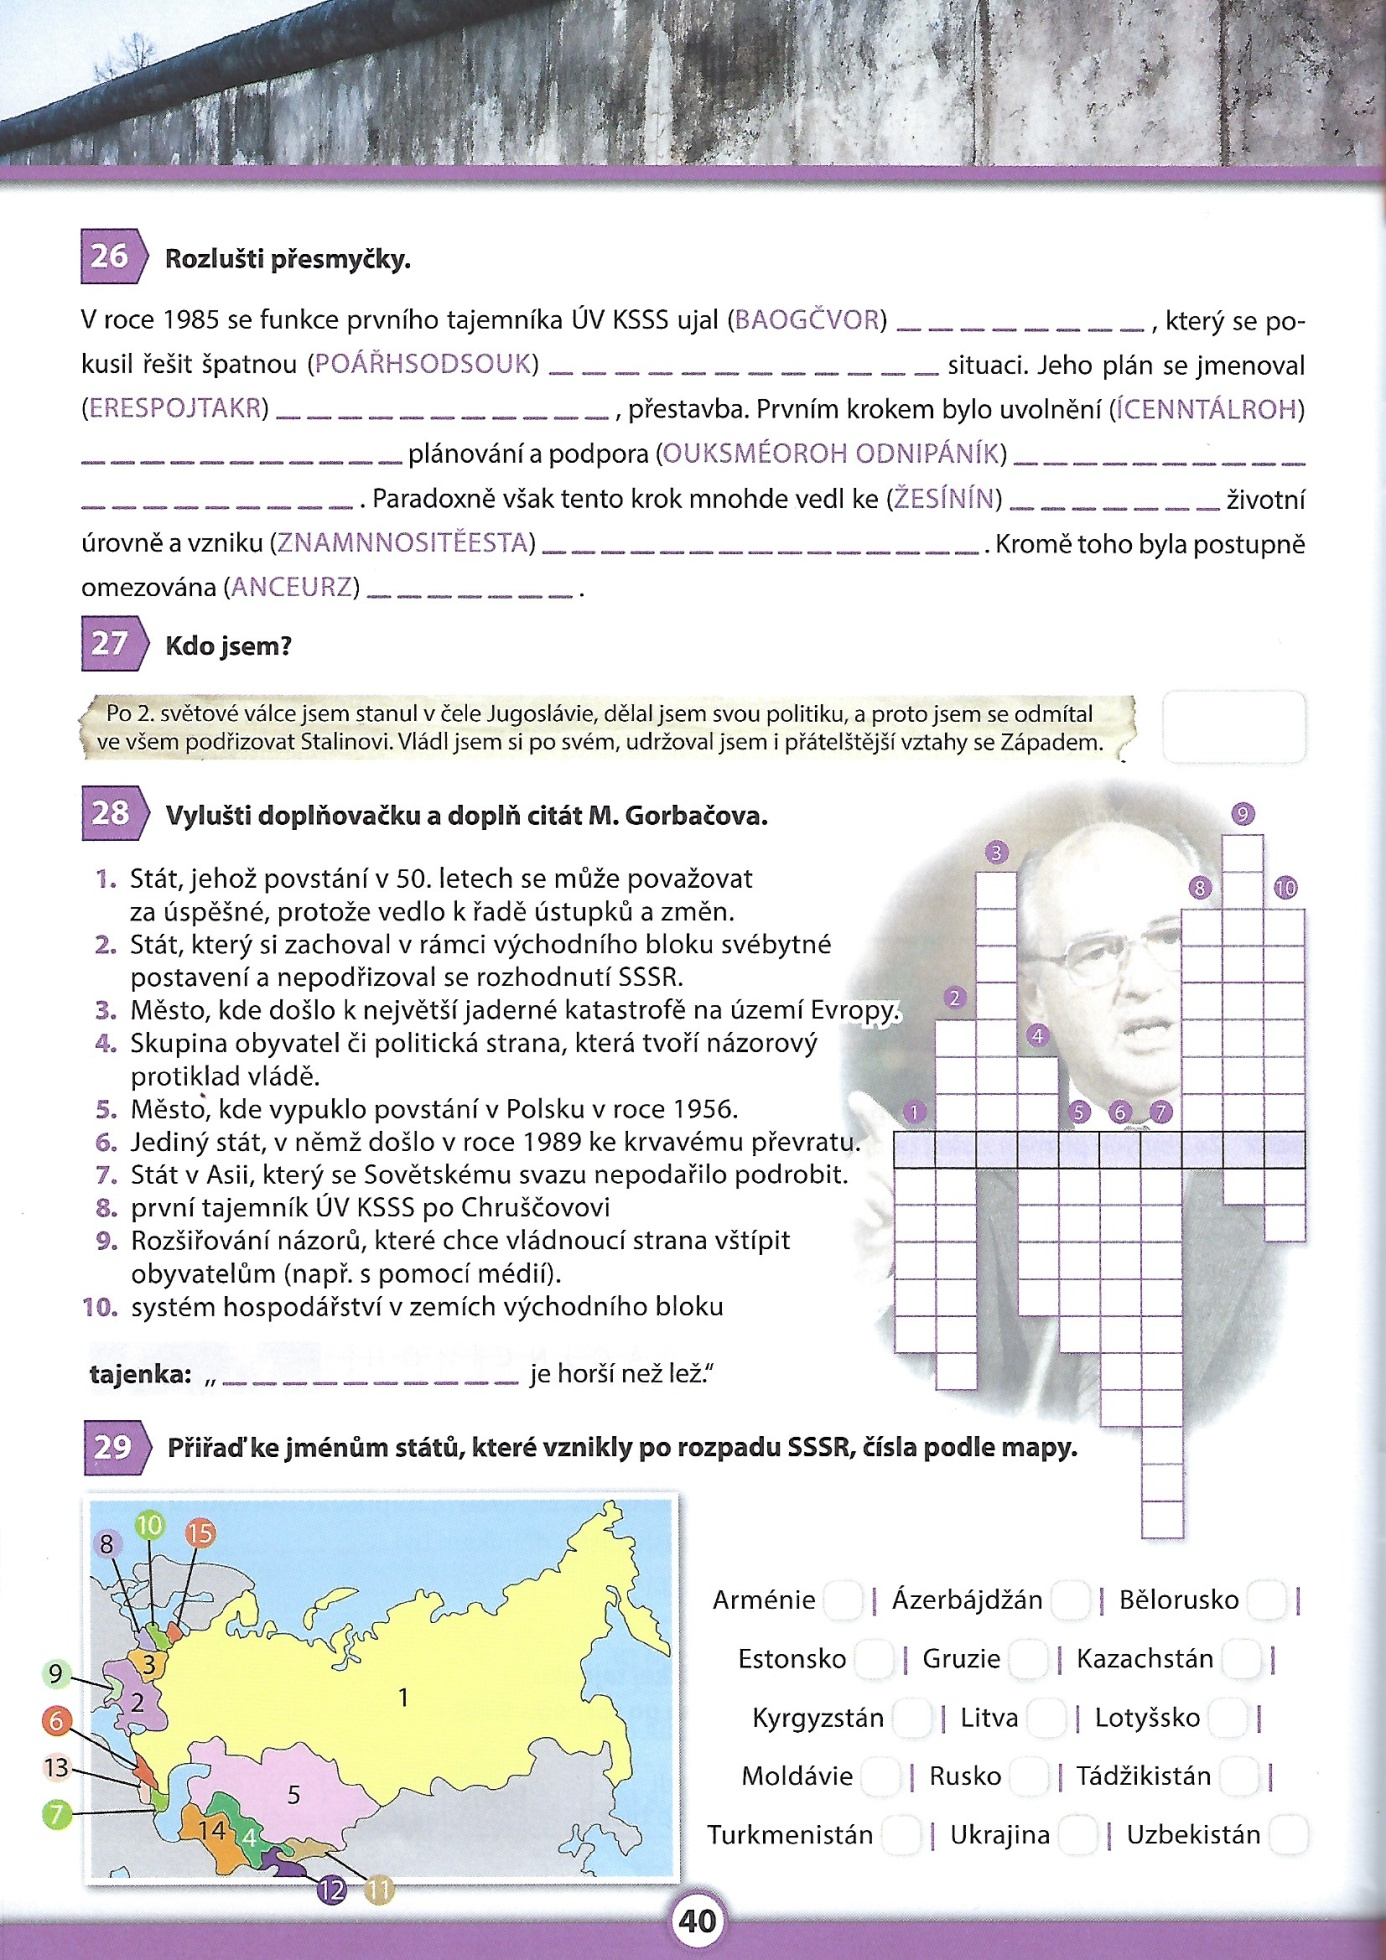 26 Rozlušti přesmyčky.
V roce 1985 se funkce prvního tajemníka ÚV KSSS ujal (BAOGČVOR) _ _ _ _ _ _ _ _ , který se po-
kusil řešit špatnou (POÁŘHSODSOUK) _ _ _ _ _ _ _ _ _ _ _ _ situaci. Jeho plán se jmenoval
(ERESPOJTAKR) _ _ _ _ _ _ _ _ _ _ _ , přestavba. Prvním krokem bylo uvolnění (ÍCENNTÁLROH)
_ _ _ _ _ _ _ _ _ _ _ plánování a podpora (OUKSMÉOROH ODNIPÁNÍK) _ _ _ _ _ _ _ _ _ _
_ _ _ _ _ _ _ _ _ . Paradoxně však tento krok mnohde vedl ke (ŽESÍNÍN) _ _ _ _ _ _ _ životní
úrovně a vzniku (ZNAMNNOSITĚESTA) _ _ _ _ _ _ _ _ _ _ _ _ _ _ _ . Kromě toho byla postupně
omezována (ANCEURZ) _ _ _ _ _ _ _ .
27 Kdo jsem?
Po 2. světové válce jsem stanul v čele Jugoslávie, dělal jsem svou politiku, a proto jsem se odmítal
ve všem podřizovat Stalinovi. Vládl jsem si po svém, udržoval jsem i přátelštější vztahy se Západem.
28 Vylušti doplňovačku a doplň citát M. Gorbačova.
1. Stát, jehož povstání v 50. letech se může považovat
za úspěšné, protože vedlo k řadě ústupků a změn.
2. Stát, který si zachoval v rámci východního bloku svébytné
postavení a nepodřizoval se rozhodnutí SSSR.
3. Město, kde došlo k největší jaderné katastrofě na území Evropy.
4. Skupina obyvatel či politická strana, která tvoří názorový
protiklad vládě.
5. Město, kde vypuklo povstání v Polsku v roce 1956.
6. Jediný stát, v němž došlo v roce 1989 ke krvavému převratu.
7. Stát v Asii, který se Sovětskému svazu nepodařilo podrobit.
8. první tajemník ÚV KSSS po Chruščovovi
9. Rozšiřování názorů, které chce vládnoucí strana vštípit
obyvatelům (např. s pomocí médií).
10. systém hospodářství v zemích východního bloku
9
3
8 10
2
4
1 5 6 7
tajenka: „ _ _ _ _ _ _ _ _ _ _ je horší než lež.“
29 Přiřaď ke jménům států, které vznikly po rozpadu SSSR, čísla podle mapy.
8 10 15
9 3
2 1
6
13
7 5
14 4
12 11
Arménie | Ázerbájdžán | Bělorusko |
Estonsko | Gruzie | Kazachstán |
Kyrgyzstán | Litva | Lotyšsko |
Moldávie | Rusko | Tádžikistán |
Turkmenistán | Ukrajina | Uzbekistán
40